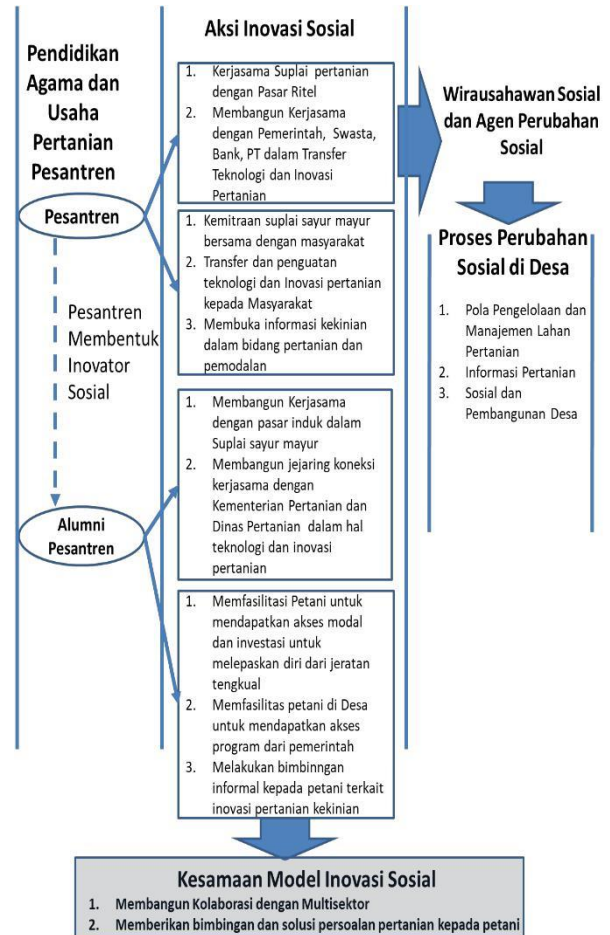 Pendidikan
Agama dan
Usaha
Pertanian
Pesantren
Pesantren
Pesantren
Membentuk
Inovator
Sosial
Alumni
Pesantren
Aksi Inovasi Sosial
1. Kerjasama Suplai pertanian
dengan Pasar Ritel
2. Membangun Kerjasama
dengan Pemerintah, Swasta,
Bank, PT dalam Transfer
Teknologi dan Inovasi
Pertanian
1. Kemitraan suplai sayur mayur
bersama dengan masyarakat
2. Transfer dan penguatan
teknologi dan Inovasi pertanian
kepada Masyarakat
3. Membuka informasi kekinian
dalam bidang pertanian dan
pemodalan
1. Membangun Kerjasama
dengan pasar induk dalam
Suplai sayur mayur
2. Membangun jejaring koneksi
kerjasama dengan
Kementerian Pertanian dan
Dinas Pertanian dalam hal
teknologi dan inovasi
pertanian
1. Memfasilitasi Petani untuk
mendapatkan akses modal
dan investasi untuk
melepaskan diri dari jeratan
tengkual
2. Memfasilitas petani di Desa
untuk mendapatkan akses
program dari pemerintah
3. Melakukan bimbinngan
informal kepada petani terkait
inovasi pertanian kekinian
Wirausahawan Sosial
dan Agen Perubahan
Sosial
Proses Perubahan
Sosial di Desa
1. Pola Pengelolaan dan
Manajemen Lahan
Pertanian
2. Informasi Pertanian
3. Sosial dan
Pembangunan Desa
Kesamaan Model Inovasi Sosial
1. Membangun Kolaborasi dengan Multisektor
2. Memberikan bimbingan dan solusi persoalan pertanian kepada petani